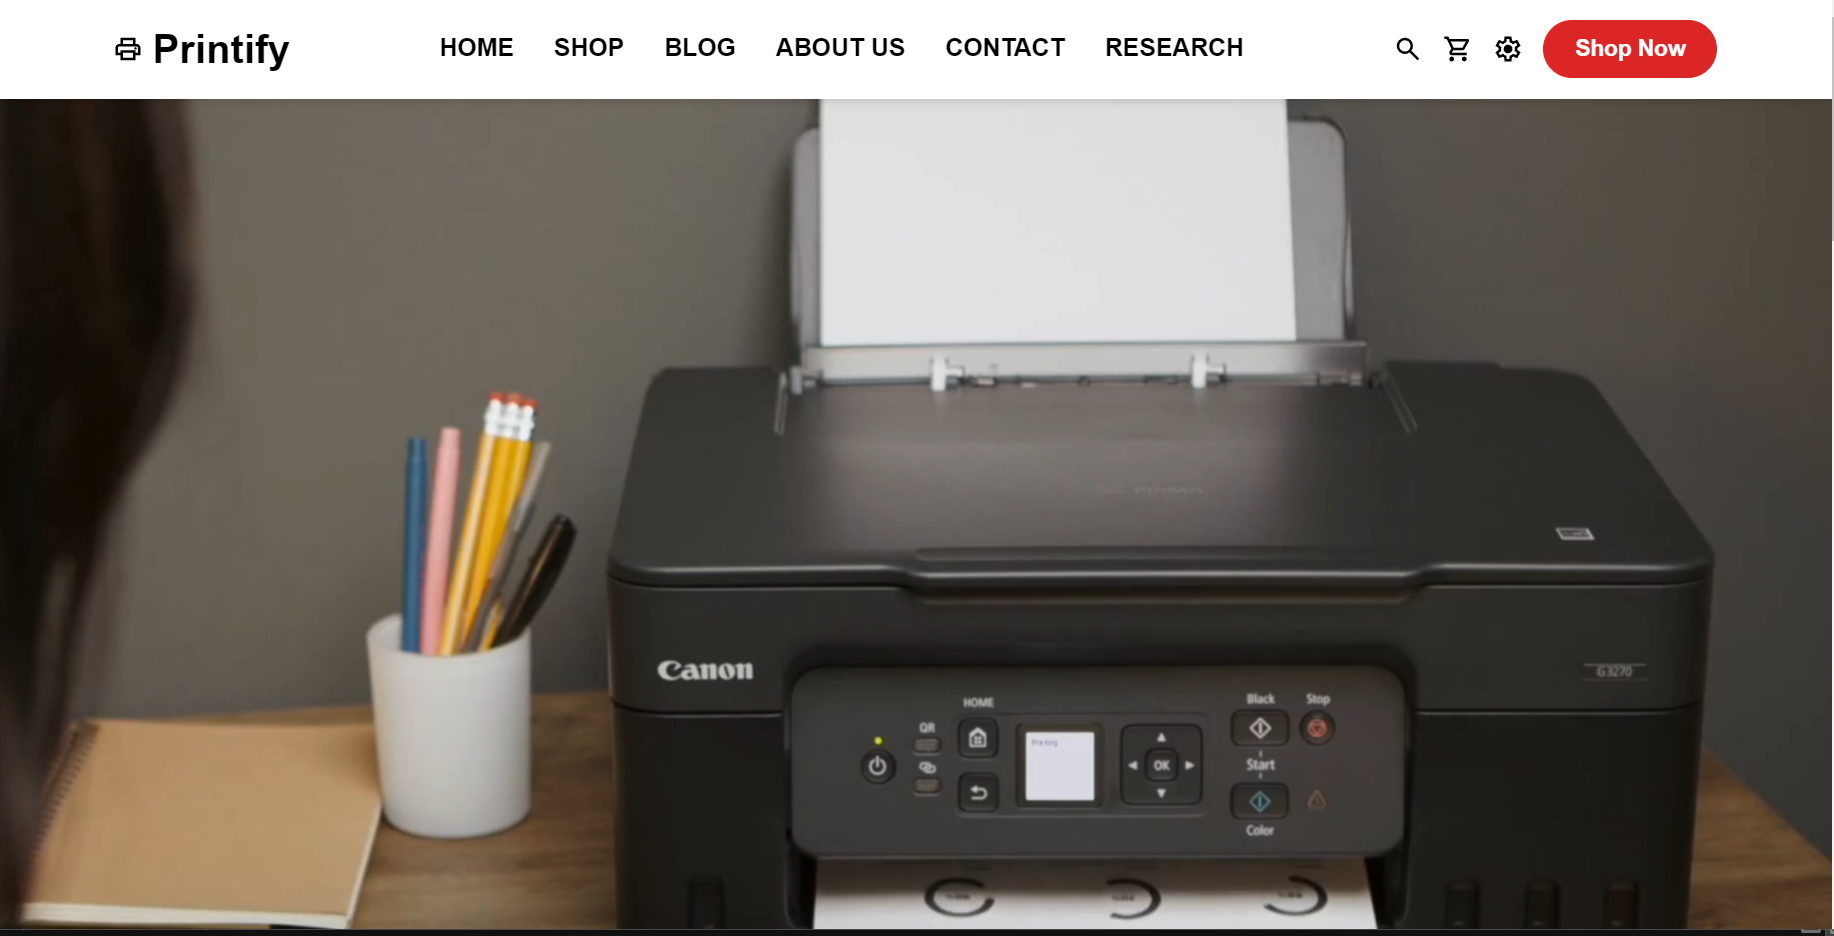 Printify
HOME SHOP BLOG ABOUT US CONTACT RESEARCH
Shop Now
Canon
G3270
HOME
QR
Printing
OK
Black
Stop
Start
Color